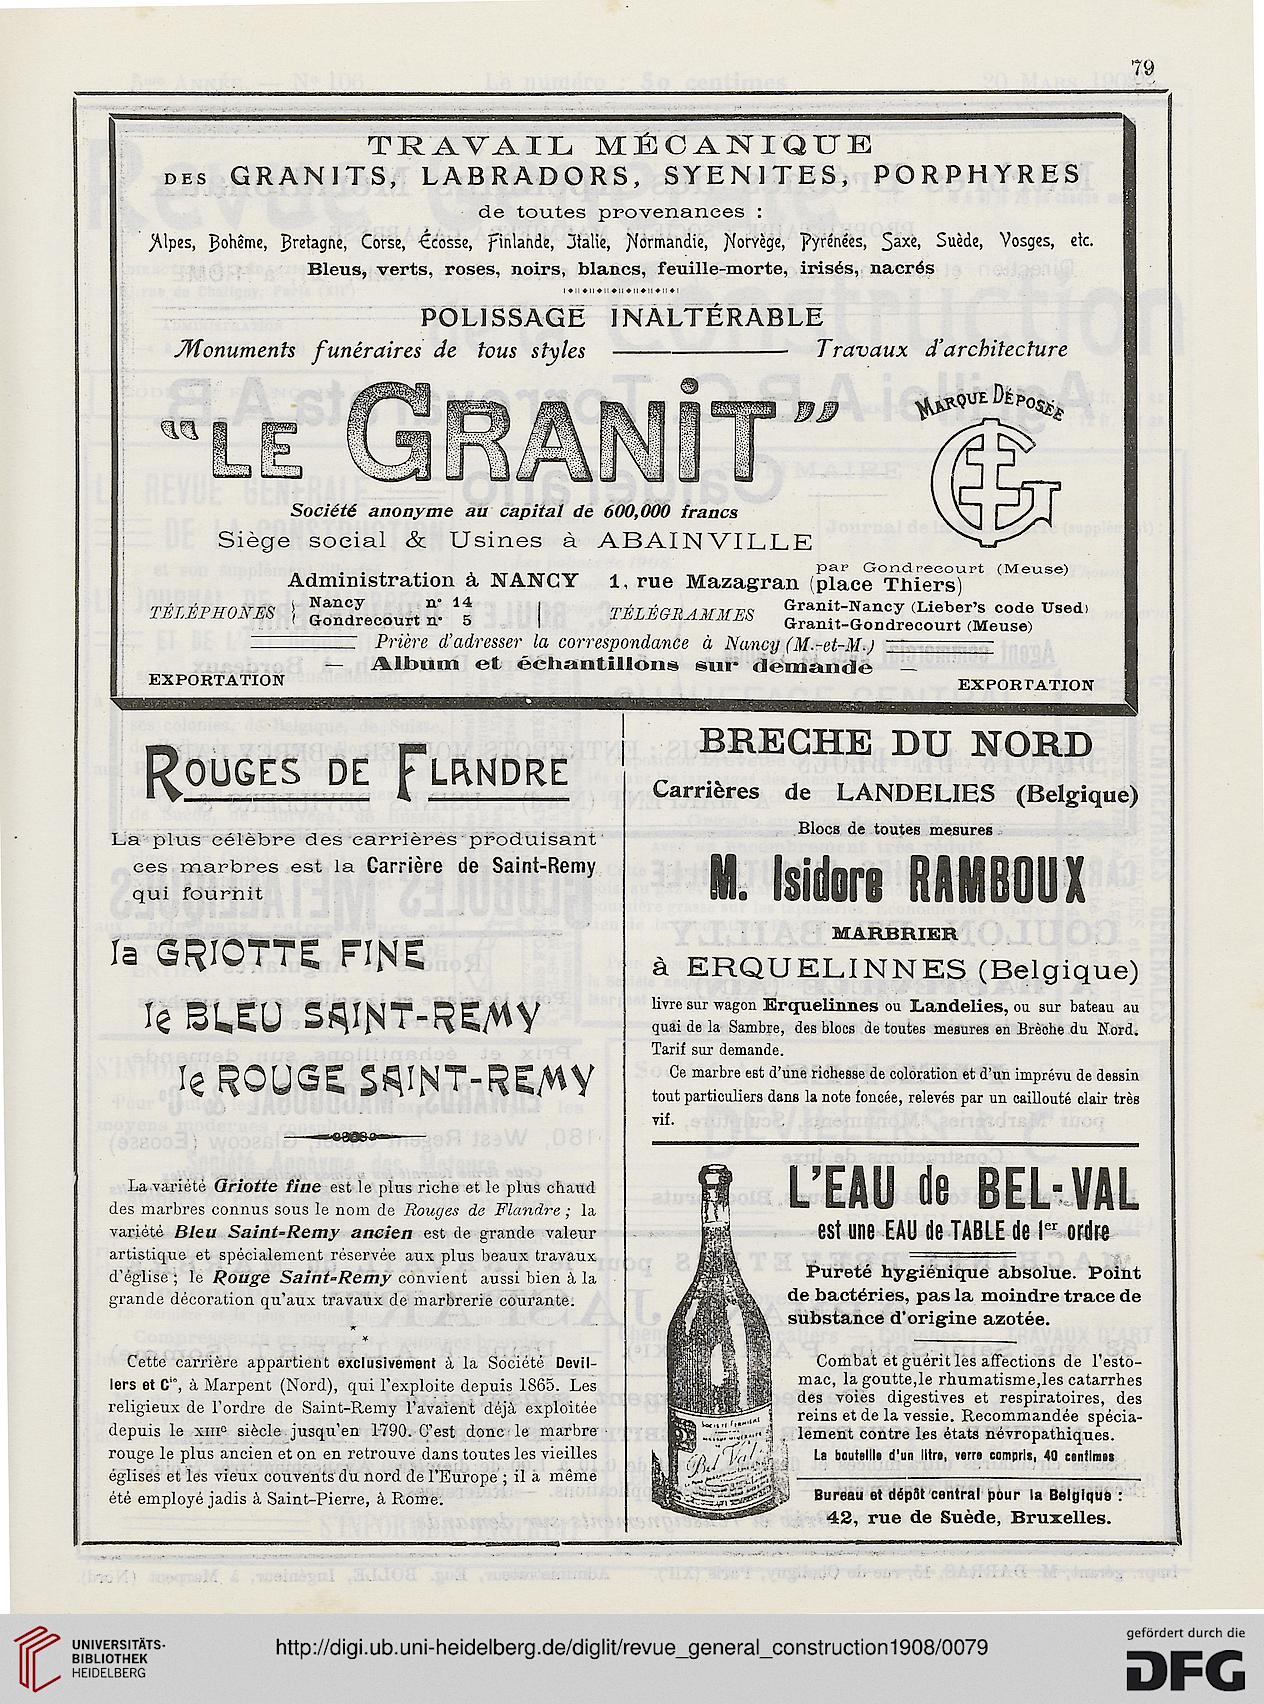 79
TRAVAIL MÉCANIQUE
DES GRANITS, LABRADORS, SYENITES, PORPHYRES
de toutes provenances :
Alpes, Bohême, Bretagne, Corse, Écosse, Finlande, Italie, Normandie, Norvège, Pyrénées, Saxe, Suède, Vosges, etc.
Bleus, verts, roses, noirs, blancs, feuille-morte, irisés, nacrés
POLISSAGE INALTÉRABLE
Monuments funéraires de tous styles ——— Travaux d'architecture
"LE GRANIT"
MARQUE DÉPOSÉE
Société anonyme au capital de 600,000 francs
Siège social & Usines à ABAINVILLE
par Gondrecourt (Meuse)
Administration à NANCY 1, rue Mazagran (place Thiers)
TÉLÉPHONES { Nancy n° 14
Gondrecourt n° 5
TÉLÉGRAMMES Granit-Nancy (Lieber's code Used)
Granit-Gondrecourt (Meuse)
Prière d'adresser la correspondance à Nancy (M.-et-M.)
— Album et échantillons sur demande —
EXPORTATION
EXPORTATION
ROUGES DE FLANDRE
La plus célèbre des carrières produisant
ces marbres est la Carrière de Saint-Remy
qui fournit
la GRIOTTE FINE
le BLEU SAINT-REMY
le ROUGE SAINT-REMY
La variété Griotte fine est le plus riche et le plus chaud
des marbres connus sous le nom de Rouges de Flandre ; la
variété Bleu Saint-Remy ancien est de grande valeur
artistique et spécialement réservée aux plus beaux travaux
d'église ; le Rouge Saint-Remy convient aussi bien à la
grande décoration qu'aux travaux de marbrerie courante.
* *
Cette carrière appartient exclusivement à la Société Devil-
lers et Cie, à Marpent (Nord), qui l'exploite depuis 1865. Les
religieux de l'ordre de Saint-Remy l'avaient déjà exploitée
depuis le XIIIe siècle jusqu'en 1790. C'est donc le marbre
rouge le plus ancien et on en retrouve dans toutes les vieilles
églises et les vieux couvents du nord de l'Europe ; il a même
été employé jadis à Saint-Pierre, à Rome.
BRECHE DU NORD
Carrières de LANDELIES (Belgique)
Blocs de toutes mesures
M. Isidore RAMBOUX
MARBRIER
à ERQUELINNES (Belgique)
livre sur wagon Erquelinnes ou Landelies, ou sur bateau au
quai de la Sambre, des blocs de toutes mesures en Brèche du Nord.
Tarif sur demande.
Ce marbre est d'une richesse de coloration et d'un imprévu de dessin
tout particuliers dans la note foncée, relevés par un caillouté clair très
vif.
L'EAU de BEL-VAL
est une EAU de TABLE de 1er ordre
Pureté hygiénique absolue. Point
de bactéries, pas la moindre trace de
substance d'origine azotée.
Combat et guérit les affections de l'esto-
mac, la goutte, le rhumatisme, les catarrhes
des voies digestives et respiratoires, des
reins et de la vessie. Recommandée spécia-
lement contre les états névropathiques.
La bouteille d'un litre, verre compris, 40 centimes
Bureau et dépôt central pour la Belgique :
42, rue de Suède, Bruxelles.
Bel Val
UNIVERSITÄTS-
BIBLIOTHEK
HEIDELBERG
http://digi.ub.uni-heidelberg.de/diglit/revue_general_construction1908/0079
gefördert durch die
DFG